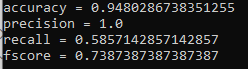 accuracy = 0.9480286738351255
precision = 1.0
recall = 0.5857142857142857
fscore = 0.7387387387387387